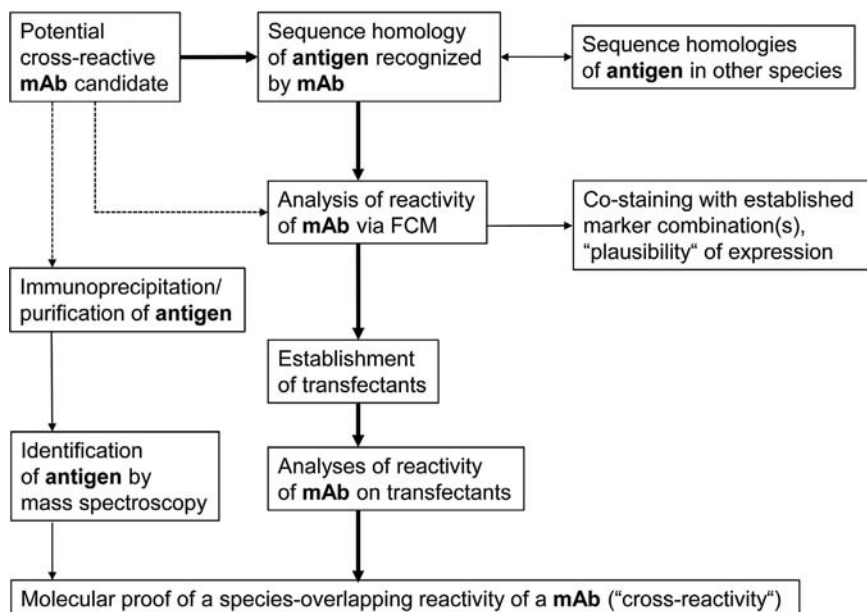 Potential
cross-reactive
mAb candidate
Sequence homology
of antigen recognized
by mAb
Sequence homologies
of antigen in other species
Analysis of reactivity
of mAb via FCM
Co-staining with established
marker combination(s),
“plausibility“ of expression
Immunoprecipitation/
purification of antigen
Establishment
of transfectants
Identification
of antigen by
mass spectroscopy
Analyses of reactivity
of mAb on transfectants
Molecular proof of a species-overlapping reactivity of a mAb (“cross-reactivity“)